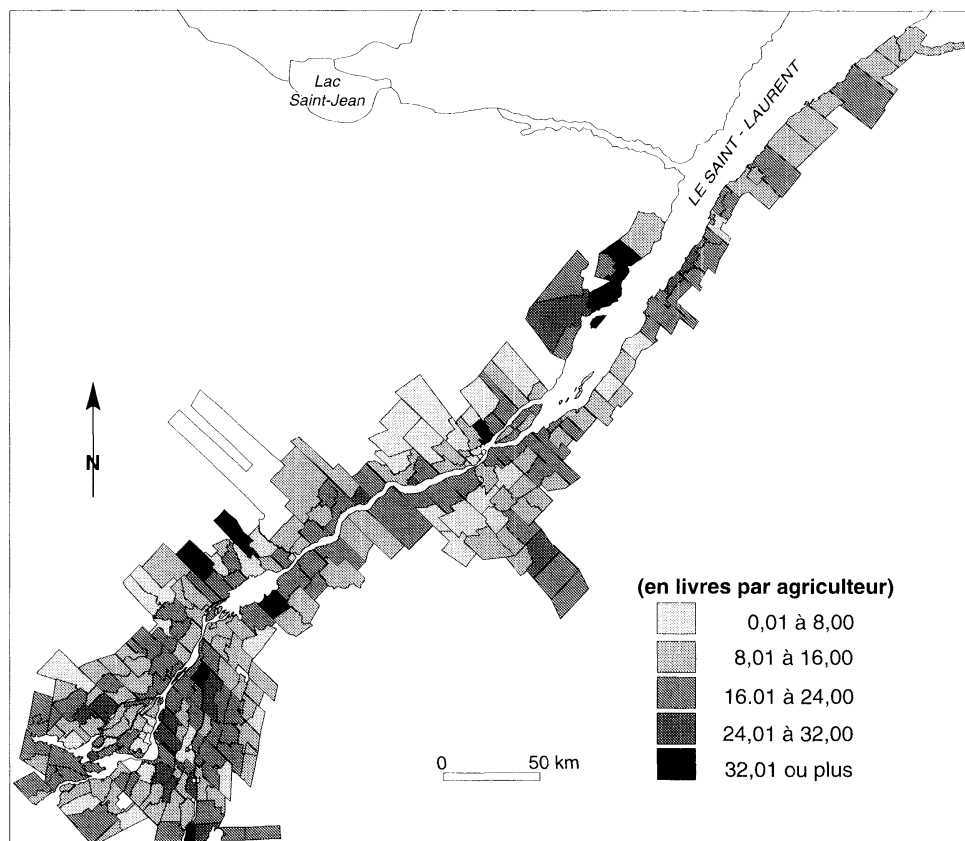 Lac
Saint-Jean
LE SAINT-LAURENT
N
(en livres par agriculteur)
0,01 à 8,00
8,01 à 16,00
16.01 à 24,00
24,01 à 32,00
32,01 ou plus
0 50 km